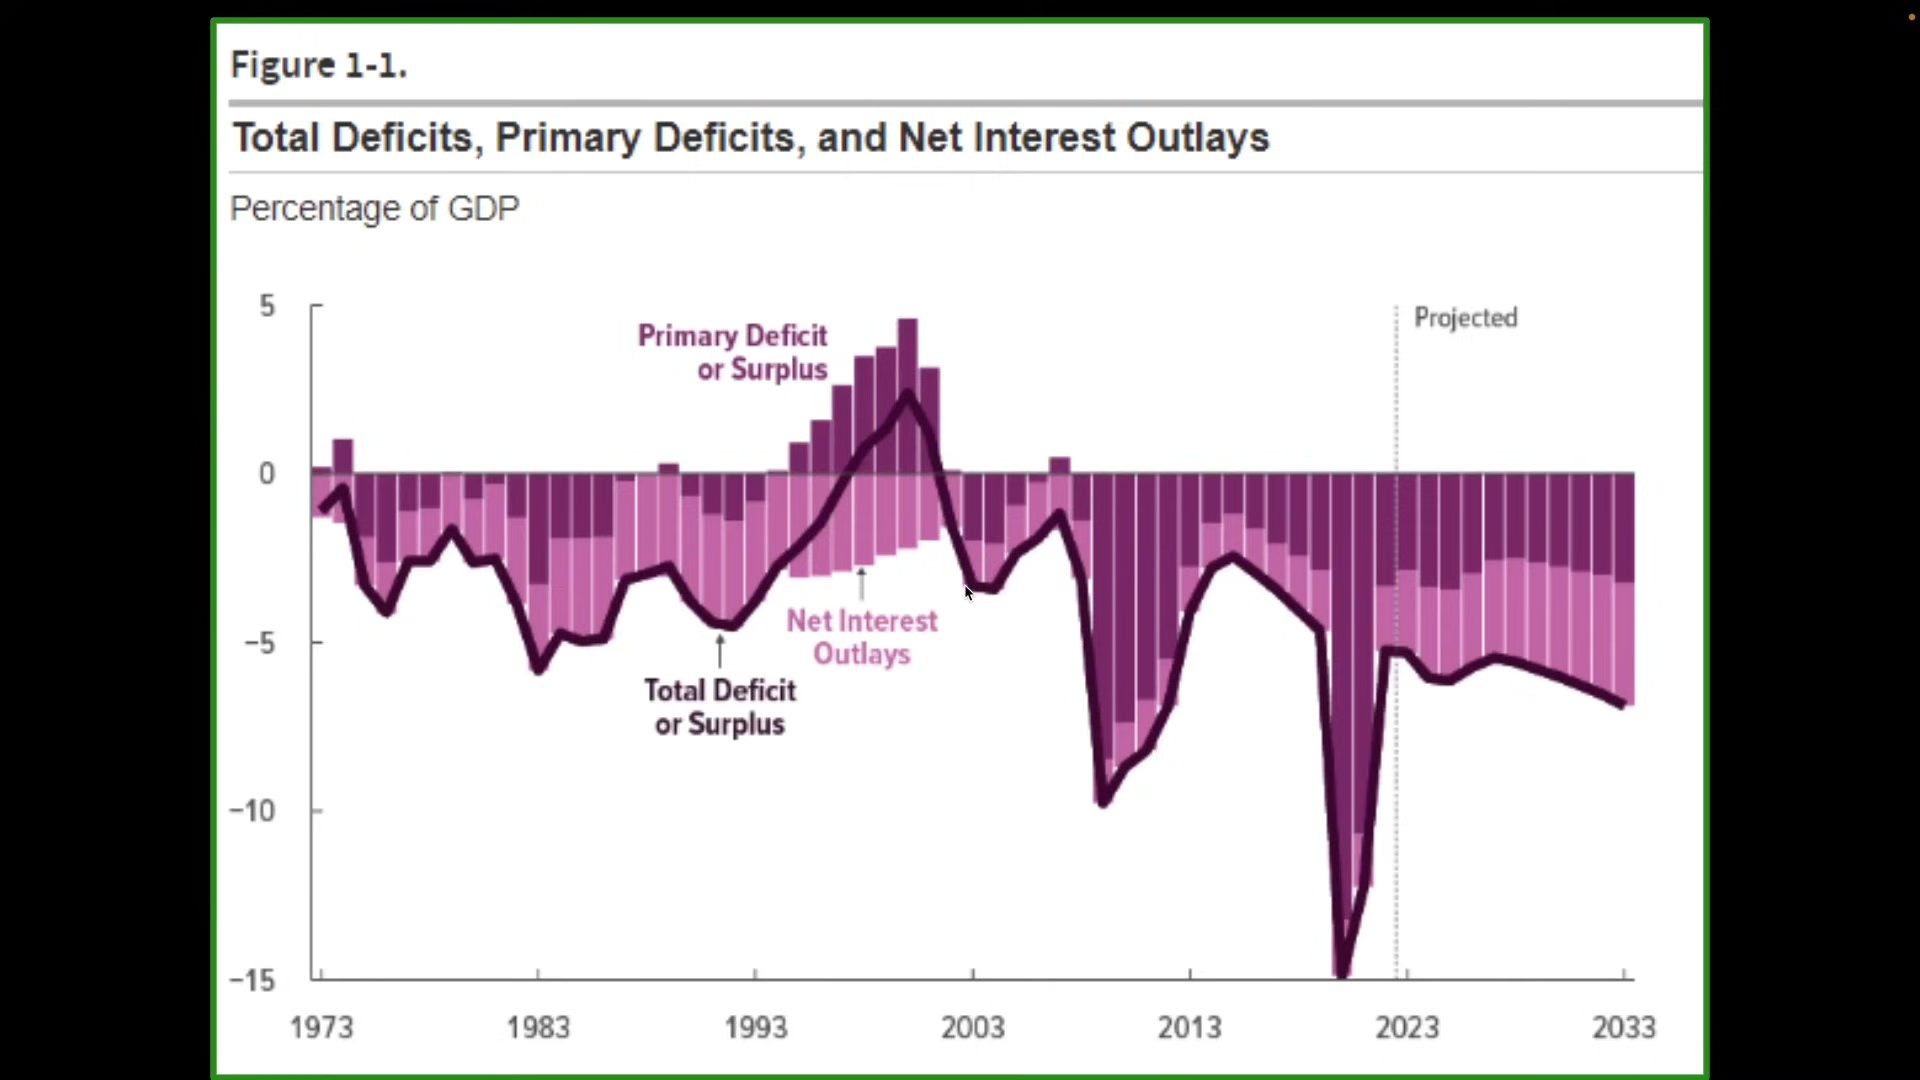 Figure 1-1.
Total Deficits, Primary Deficits, and Net Interest Outlays
Percentage of GDP
5
0
−5
−10
−15
Primary Deficit
or Surplus
Projected
Net Interest
Outlays
Total Deficit
or Surplus
1973 1983 1993 2003 2013 2023 2033